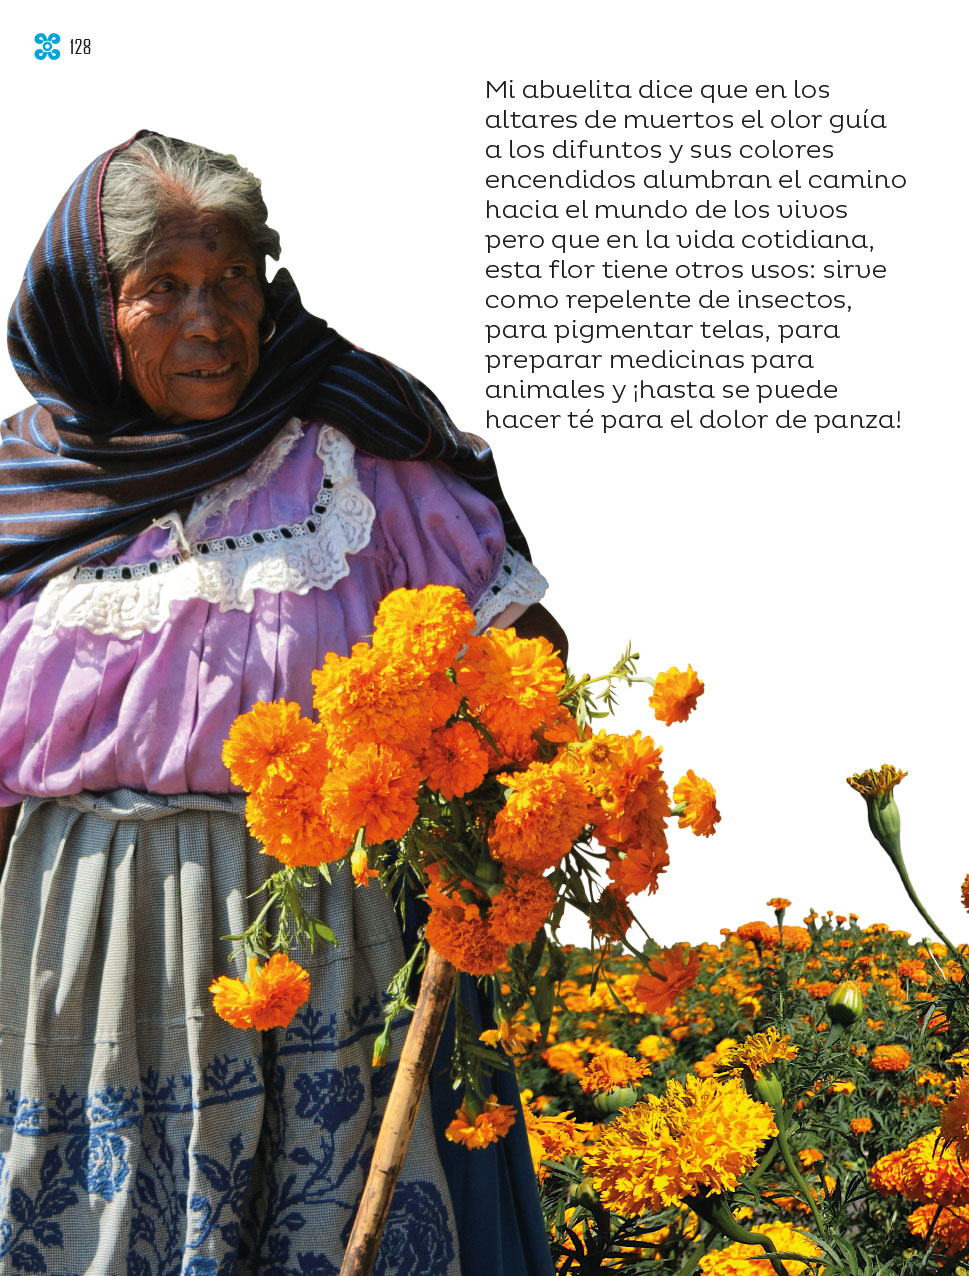 128
Mi abuelita dice que en los
altares de muertos el olor guía
a los difuntos y sus colores
encendidos alumbran el camino
hacia el mundo de los vivos
pero que en la vida cotidiana,
esta flor tiene otros usos: sirve
como repelente de insectos,
para pigmentar telas, para
preparar medicinas para
animales y ¡hasta se puede
hacer té para el dolor de panza!